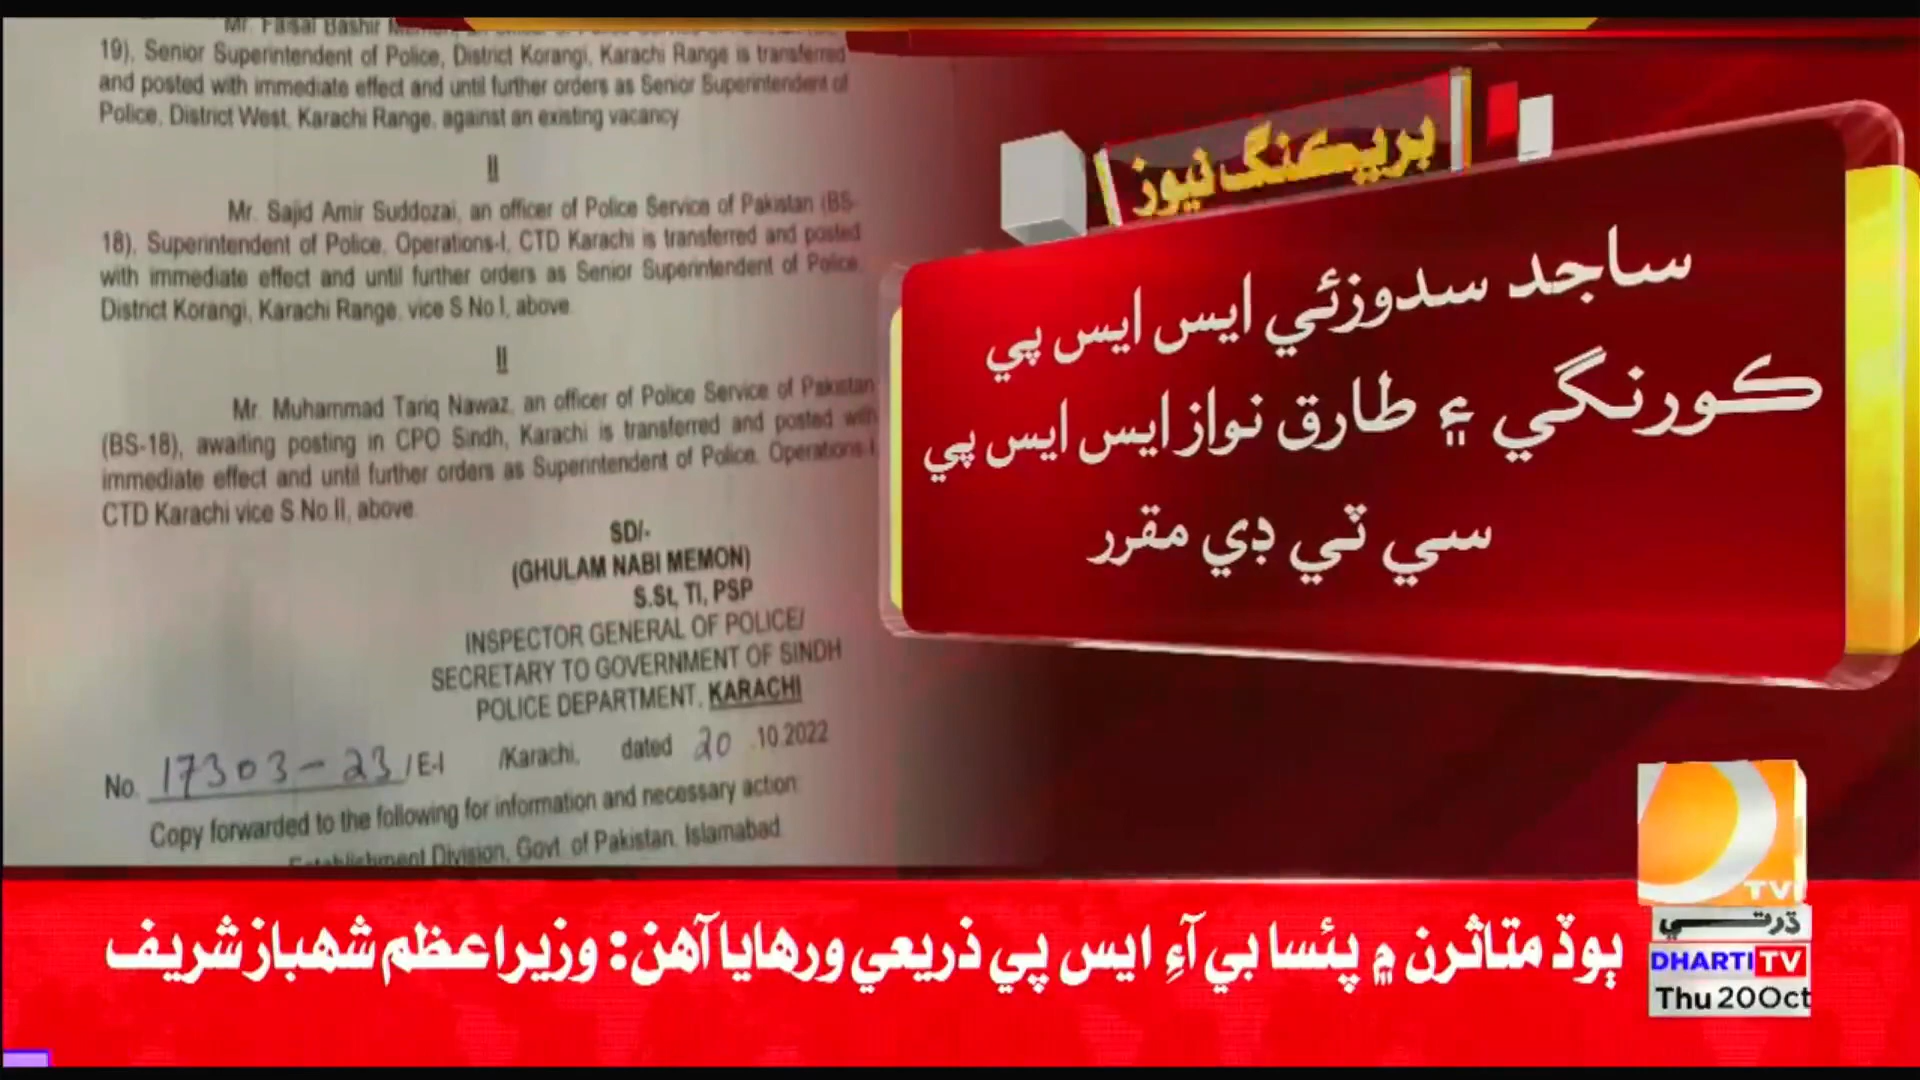 Mr. Faisal Bashir
19), Senior Superintendent of Police, District Korangi, Karachi Range is transferred
and posted with immediate effect and until further orders as Senior Superintendent of
Police, District West, Karachi Range, against an existing vacancy
II
Mr. Sajid Amir Suddozai, an officer of Police Service of Pakistan (BS-
18), Superintendent of Police, Operations-I, CTD Karachi is transferred and posted
with immediate effect and until further orders as Senior Superintendent of Police,
District Korangi, Karachi Range, vice S.No.I, above.
II
Mr. Muhammad Tariq Nawaz, an officer of Police Service of Pakistan
(BS-18), awaiting posting in CPO Sindh, Karachi is transferred and posted with
immediate effect and until further orders as Superintendent of Police, Operations-I,
CTD Karachi vice S.No.II, above.
SD/-
(GHULAM NABI MEMON)
S.St, TI, PSP
INSPECTOR GENERAL OF POLICE/
SECRETARY TO GOVERNMENT OF SINDH
POLICE DEPARTMENT, KARACHI
No. 17303-23/E-I /Karachi, dated 20 .10.2022
Copy forwarded to the following for information and necessary action:
Establishment Division, Govt. of Pakistan, Islamabad.
بريڪنگ نيوز
ساجد سدوزئي ايس ايس پي
ڪورنگي ۽ طارق نواز ايس ايس پي
سي ٽي ڊي مقرر
TV
ڌرتي
DHARTI TV
Thu 20Oct
ٻوڏ متاثرن ۾ پئسا بي آءِ ايس پي ذريعي ورهايا آهن: وزيراعظم شهباز شريف